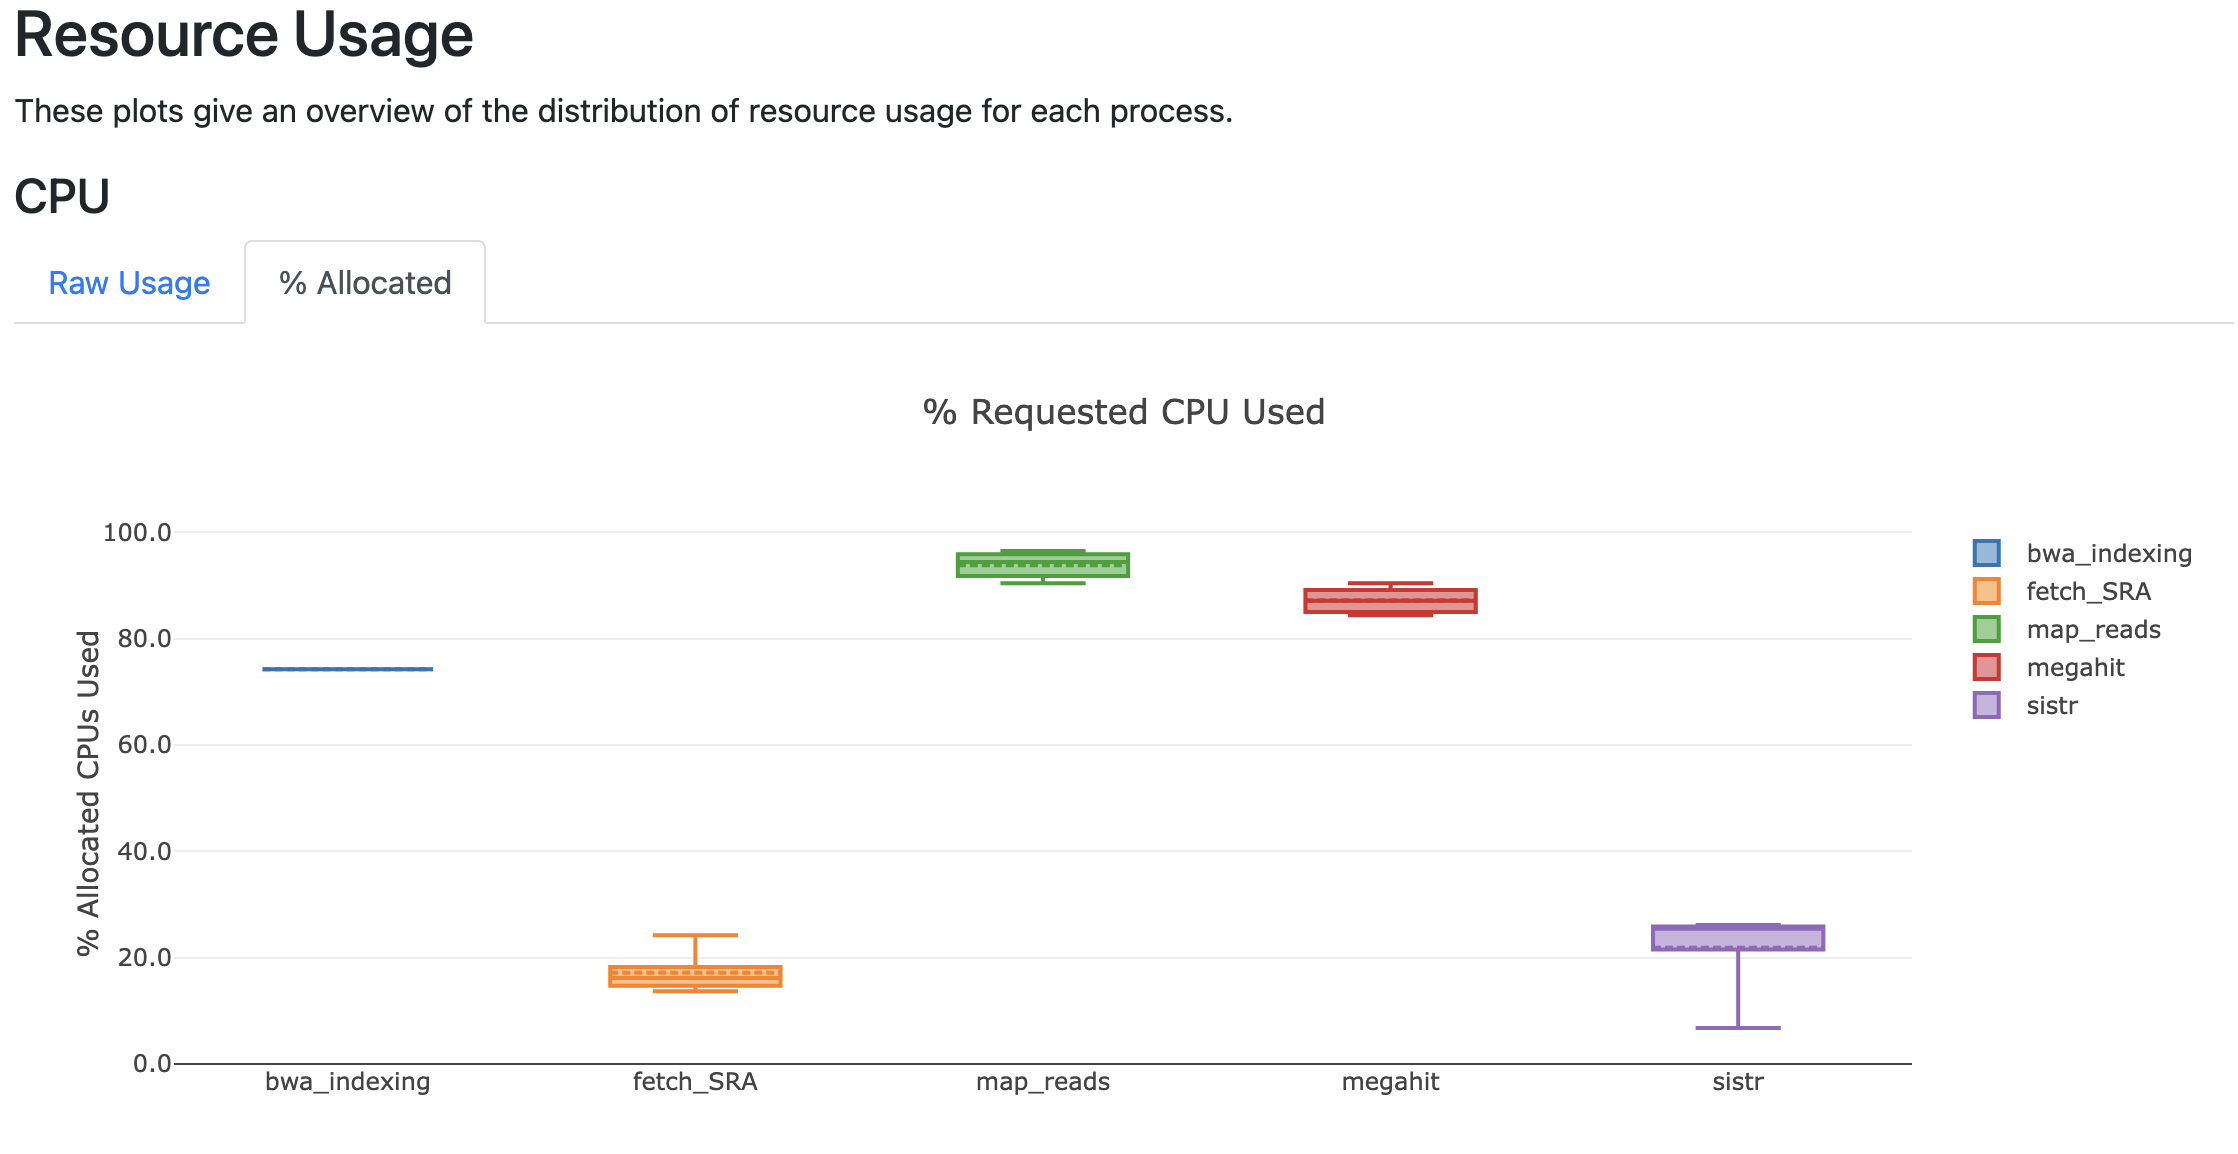 Resource Usage
These plots give an overview of the distribution of resource usage for each process.
CPU
Raw Usage
% Allocated
% Requested CPU Used
% Allocated CPUs Used
100.0
80.0
60.0
40.0
20.0
0.0
bwa_indexing
fetch_SRA
map_reads
megahit
sistr
bwa_indexing
fetch_SRA
map_reads
megahit
sistr